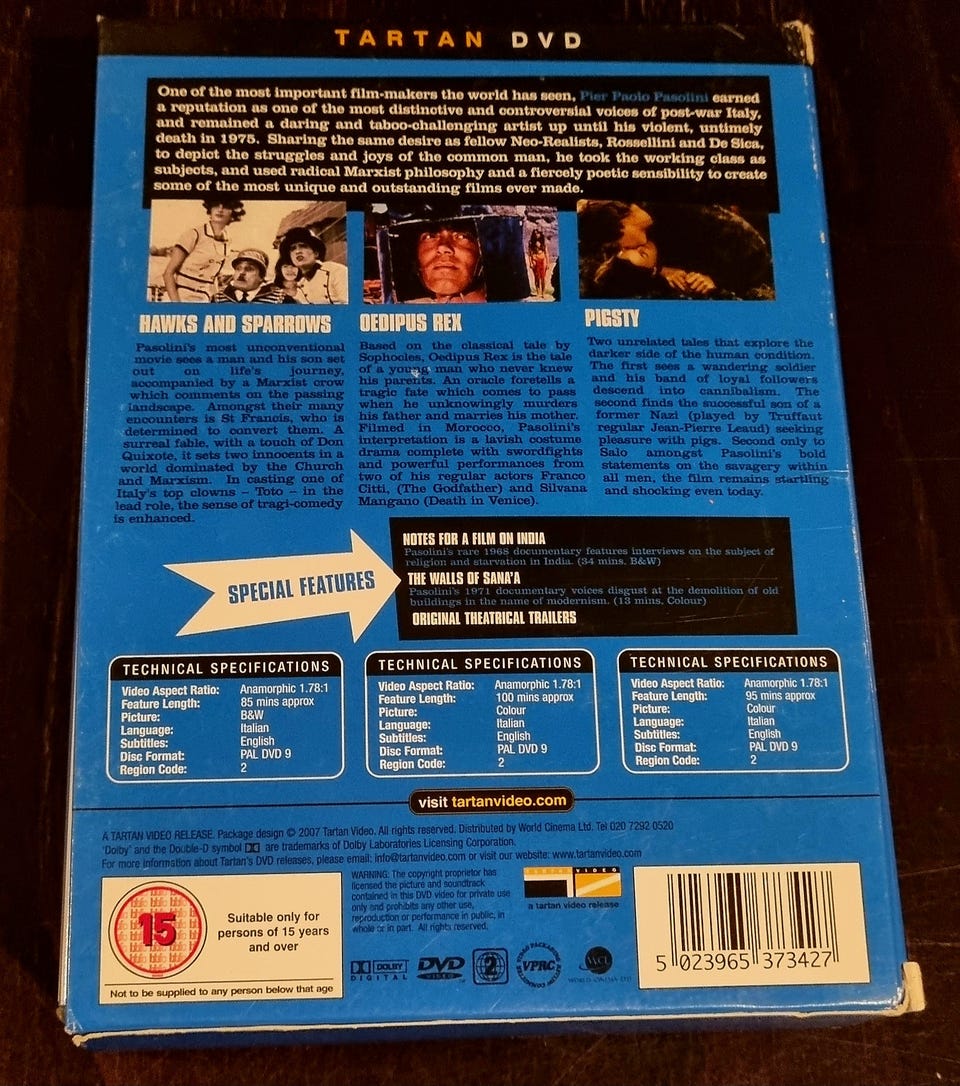 TARTAN DVD
One of the most important film-makers the world has seen, Pier Paolo Pasolini earned
a reputation as one of the most distinctive and controversial voices of post-war Italy,
and remained a daring and taboo-challenging artist up until his violent, untimely
death in 1975. Sharing the same desire as fellow Neo-Realists, Rossellini and De Sica,
to depict the struggles and joys of the common man, he took the working class as
subjects, and used radical Marxist philosophy and a fiercely poetic sensibility to create
some of the most unique and outstanding films ever made.
HAWKS AND SPARROWS
Pasolini's most unconventional
movie sees a man and his son set
out on life's journey,
accompanied by a Marxist crow
which comments on the passing
landscape. Amongst their many
encounters is St Francis, who is
determined to convert them. A
surreal fable, with a touch of Don
Quixote, it sets two innocents in a
world dominated by the Church
and Marxism. In casting one of
Italy's top clowns – Toto – in the
lead role, the sense of tragi-comedy
is enhanced.
OEDIPUS REX
Based on the classical tale by
Sophocles, Oedipus Rex is the tale
of a young man who never knew
his parents. An oracle foretells a
tragic fate which comes to pass
when he unknowingly murders
his father and marries his mother.
Filmed in Morocco, Pasolini's
interpretation is a lavish costume
drama complete with swordfights
and powerful performances from
two of his regular actors Franco
Citti, (The Godfather) and Silvana
Mangano (Death in Venice).
PIGSTY
Two unrelated tales that explore the
darker side of the human condition.
The first sees a wandering soldier
and his band of loyal followers
descend into cannibalism. The
second finds the successful son of a
former Nazi (played by Truffaut
regular Jean-Pierre Leaud) seeking
pleasure with pigs. Second only to
Salo amongst Pasolini's bold
statements on the savagery within
all men, the film remains startling
and shocking even today.
SPECIAL FEATURES
NOTES FOR A FILM ON INDIA
Pasolini's rare 1968 documentary features interviews on the subject of
religion and starvation in India. (34 mins. B&W)
THE WALLS OF SANA'A
Pasolini's 1971 documentary voices disgust at the demolition of old
buildings in the name of modernism. (13 mins. Colour)
ORIGINAL THEATRICAL TRAILERS
TECHNICAL SPECIFICATIONS
Video Aspect Ratio: Anamorphic 1.78:1
Feature Length: 85 mins approx
Picture: B&W
Language: Italian
Subtitles: English
Disc Format: PAL DVD 9
Region Code: 2
TECHNICAL SPECIFICATIONS
Video Aspect Ratio: Anamorphic 1.78:1
Feature Length: 100 mins approx
Picture: Colour
Language: Italian
Subtitles: English
Disc Format: PAL DVD 9
Region Code: 2
TECHNICAL SPECIFICATIONS
Video Aspect Ratio: Anamorphic 1.78:1
Feature Length: 95 mins approx
Picture: Colour
Language: Italian
Subtitles: English
Disc Format: PAL DVD 9
Region Code: 2
visit tartanvideo.com
A TARTAN VIDEO RELEASE. Package design © 2007 Tartan Video. All rights reserved. Distributed by World Cinema Ltd. Tel 020 7292 0520
'Dolby' and the Double-D symbol are trademarks of Dolby Laboratories Licensing Corporation.
For more information about Tartan's DVD releases, please email: info@tartanvideo.com or visit our website: www.tartanvideo.com
15
Suitable only for
persons of 15 years
and over
Not to be supplied to any person below that age
WARNING: The copyright proprietor has
licensed the picture and soundtrack
contained in this DVD video for private use
only and prohibits any other use,
reproduction or performance in public, in
whole or in part. All rights reserved.
TARTAN VIDEO
a tartan video release
DOLBY
DIGITAL
DVD
VIDEO
2
VPRC
WCL
WORLD CINEMA LTD
5 023965 373427